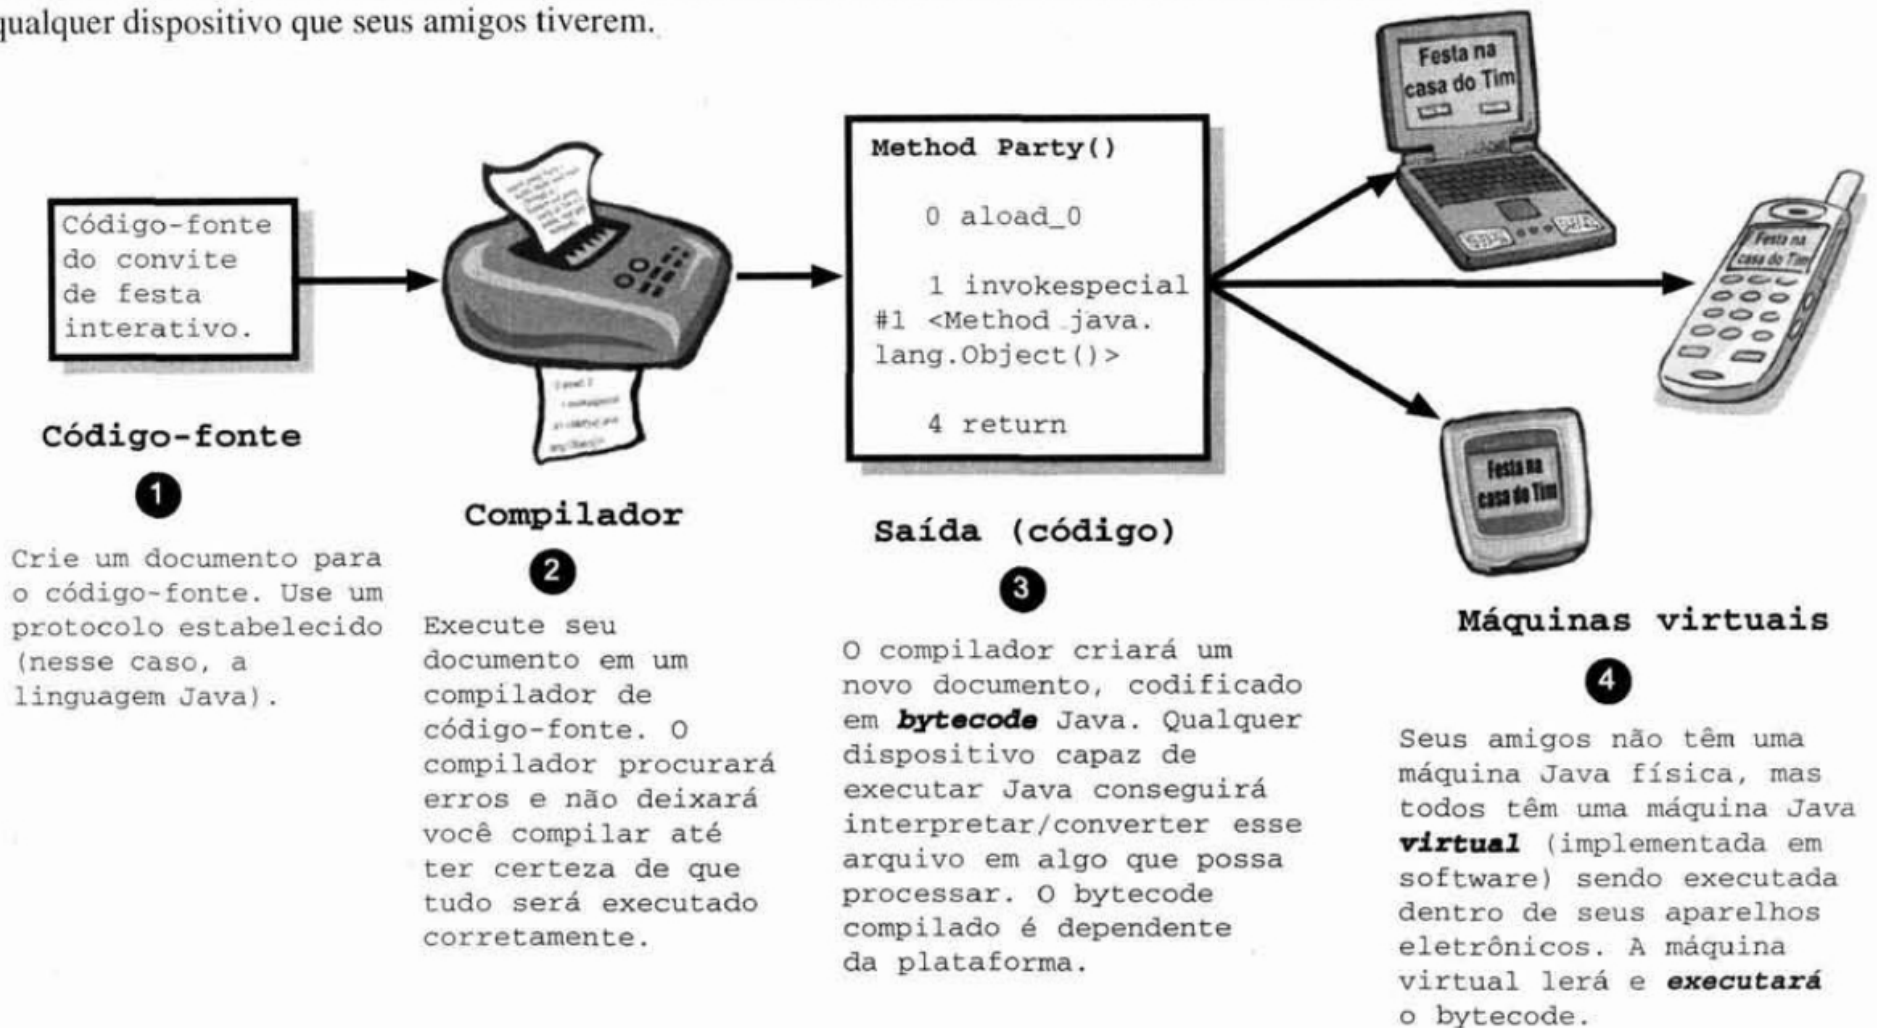 qualquer dispositivo que seus amigos tiverem.
Código-fonte
do convite
de festa
interativo.
Código-fonte
1
Crie um documento para
o código-fonte. Use um
protocolo estabelecido
(nesse caso, a
linguagem Java).
Compilador
2
Execute seu
documento em um
compilador de
código-fonte. O
compilador procurará
erros e não deixará
você compilar até
ter certeza de que
tudo será executado
corretamente.
Method Party()
0 aload_0
1 invokespecial
#1 <Method java.
lang.Object()>
4 return
Saída (código)
3
O compilador criará um
novo documento, codificado
em bytecode Java. Qualquer
dispositivo capaz de
executar Java conseguirá
interpretar/converter esse
arquivo em algo que possa
processar. O bytecode
compilado é dependente
da plataforma.
Festa na
casa do Tim
Festa na
casa do Tim
Festa na
casa do Tim
Máquinas virtuais
4
Seus amigos não têm uma
máquina Java física, mas
todos têm uma máquina Java
virtual (implementada em
software) sendo executada
dentro de seus aparelhos
eletrônicos. A máquina
virtual lerá e executará
o bytecode.